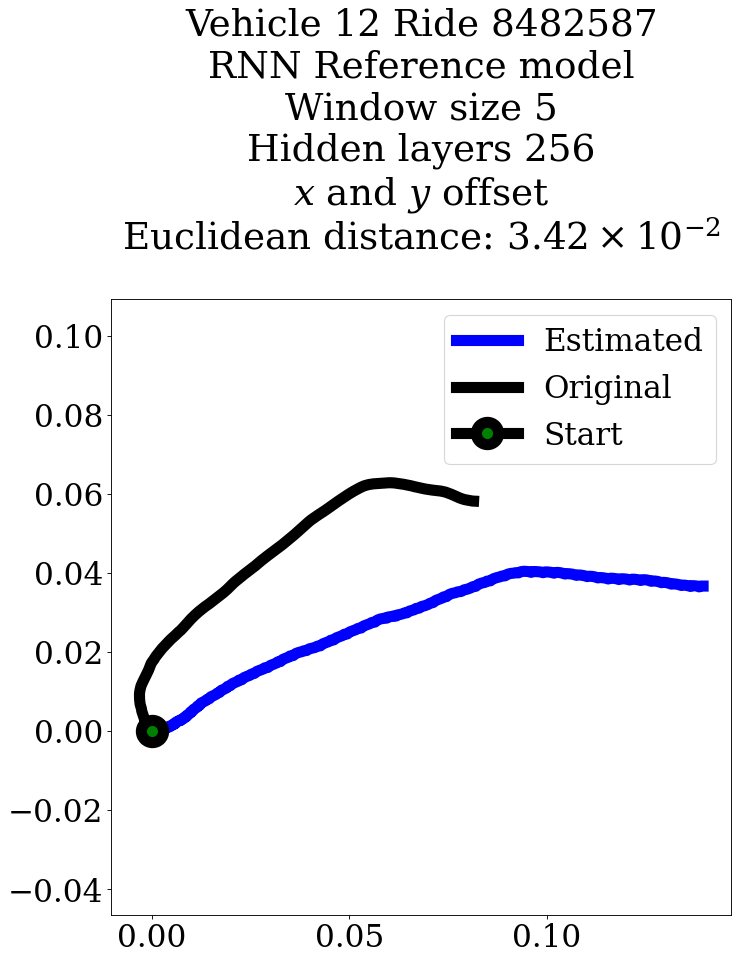 Vehicle 12 Ride 8482587
RNN Reference model
Window size 5
Hidden layers 256
x and y offset
Euclidean distance: 3.42 × 10⁻²
Estimated
Original
Start
0.10
0.08
0.06
0.04
0.02
0.00
−0.02
−0.04
0.00 0.05 0.10